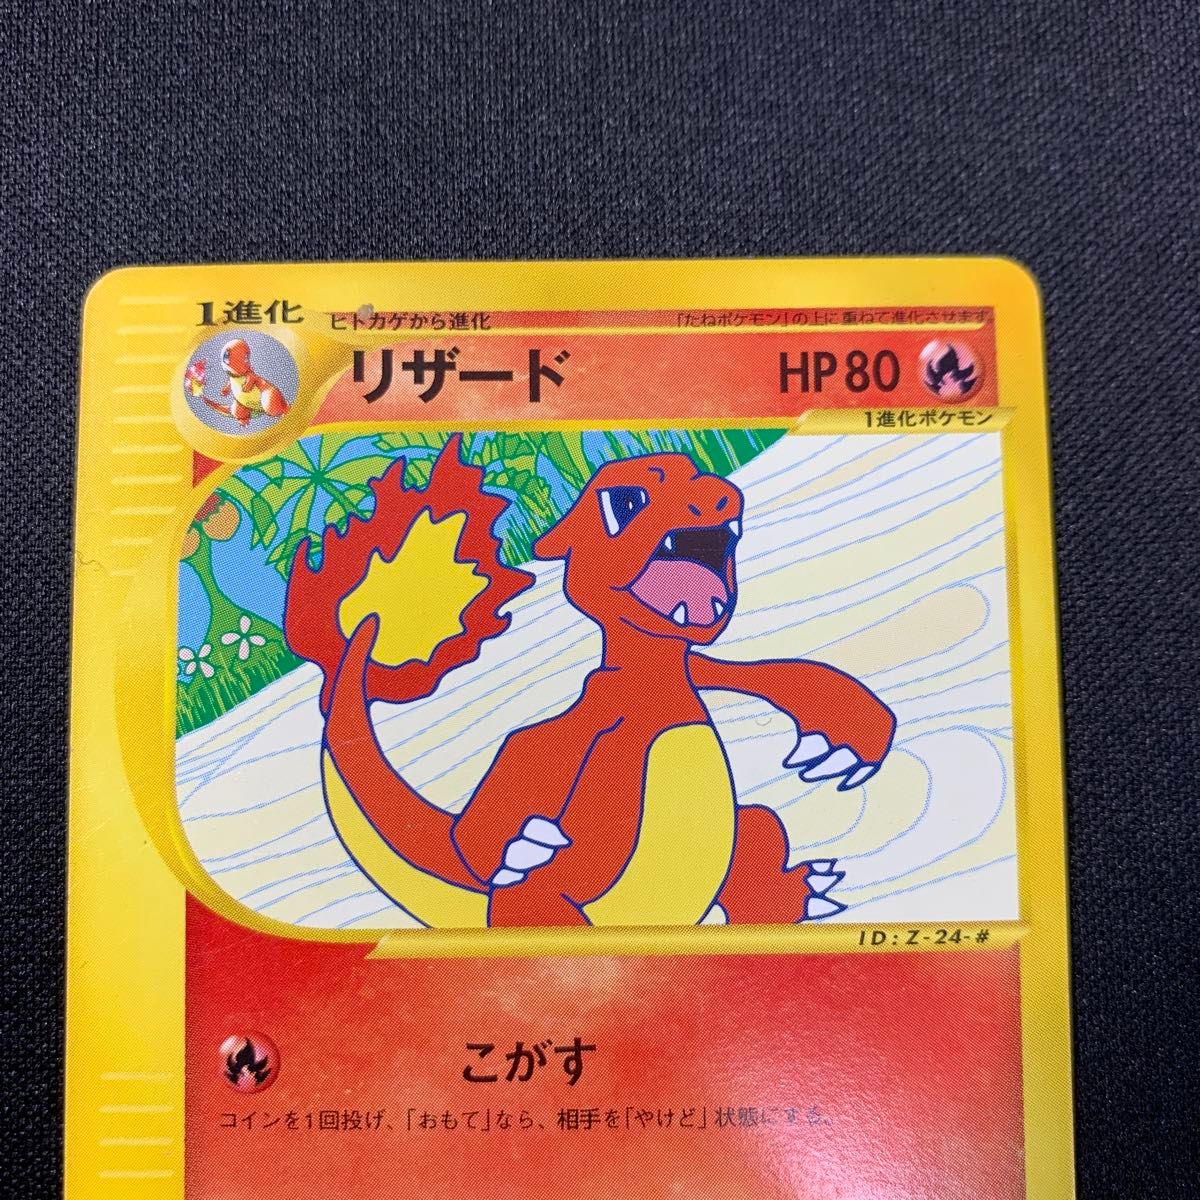 1進化
ヒトカゲから進化
「たねポケモン」の上に重ねて進化させます
リザード
HP80
1進化ポケモン
ID:Z-24-#
こがす
コインを1回投げ、「おもて」なら、相手を「やけど」状態にする。